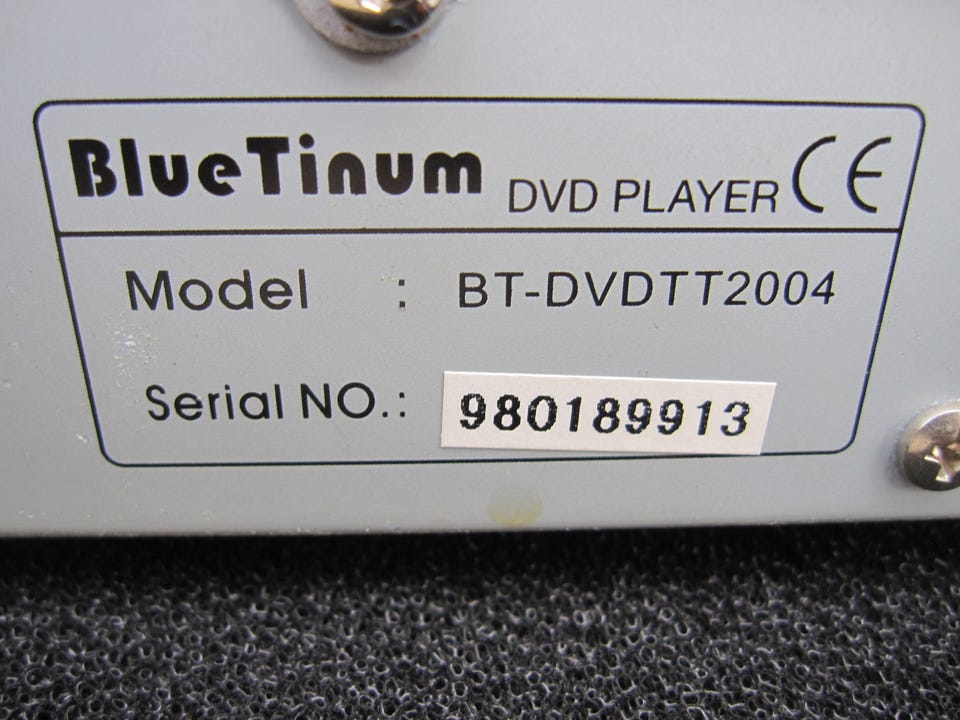 BlueTinum DVD PLAYER CE
Model : BT-DVDTT2004
Serial NO.: 980189913